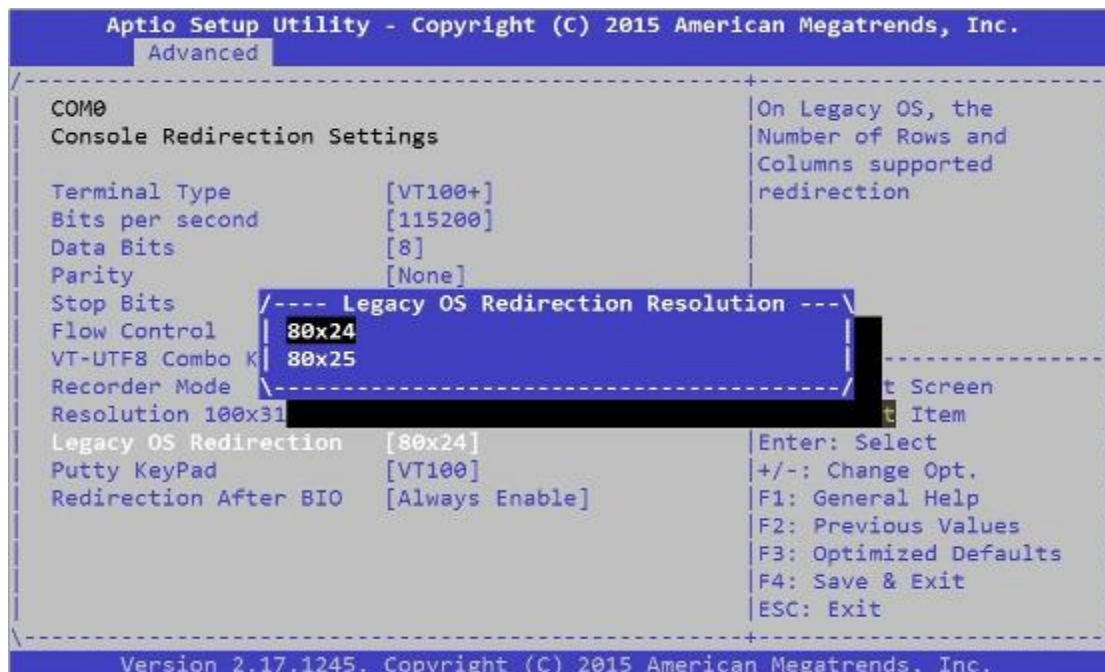 Aptio Setup Utility - Copyright (C) 2015 American Megatrends, Inc.
Advanced
COM0
Console Redirection Settings
Terminal Type [VT100+]
Bits per second [115200]
Data Bits [8]
Parity [None]
Stop Bits
Flow Control
VT-UTF8 Combo K
Recorder Mode
Resolution 100x31
Legacy OS Redirection [80x24]
Putty KeyPad [VT100]
Redirection After BIO [Always Enable]
Legacy OS Redirection Resolution
80x24
80x25
On Legacy OS, the
Number of Rows and
Columns supported
redirection
t Screen
t Item
Enter: Select
+/-: Change Opt.
F1: General Help
F2: Previous Values
F3: Optimized Defaults
F4: Save & Exit
ESC: Exit
Version 2.17.1245. Copyright (C) 2015 American Megatrends, Inc